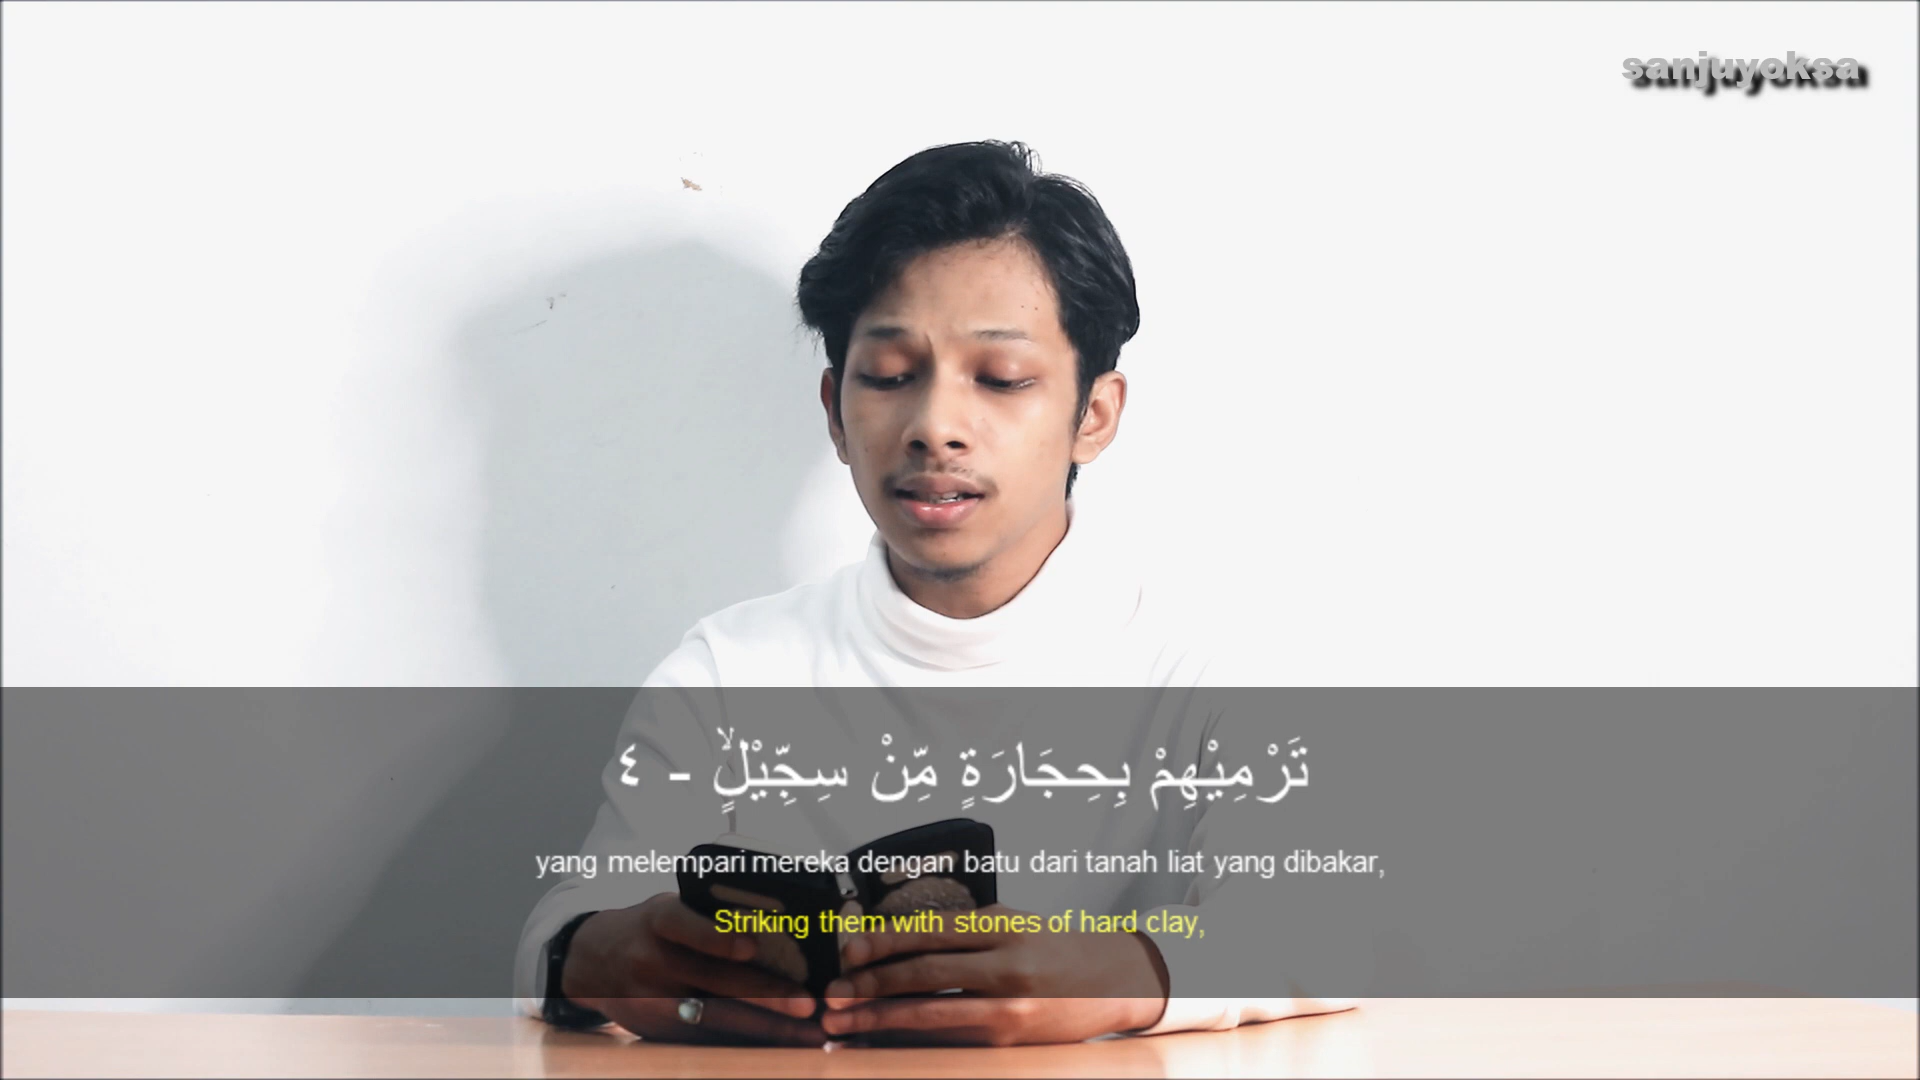 sanjuyoksa
تَرْمِيْهِمْ بِحِجَارَةٍ مِّنْ سِجِّيْلٍۙ - ٤
yang melempari mereka dengan batu dari tanah liat yang dibakar,
Striking them with stones of hard clay,